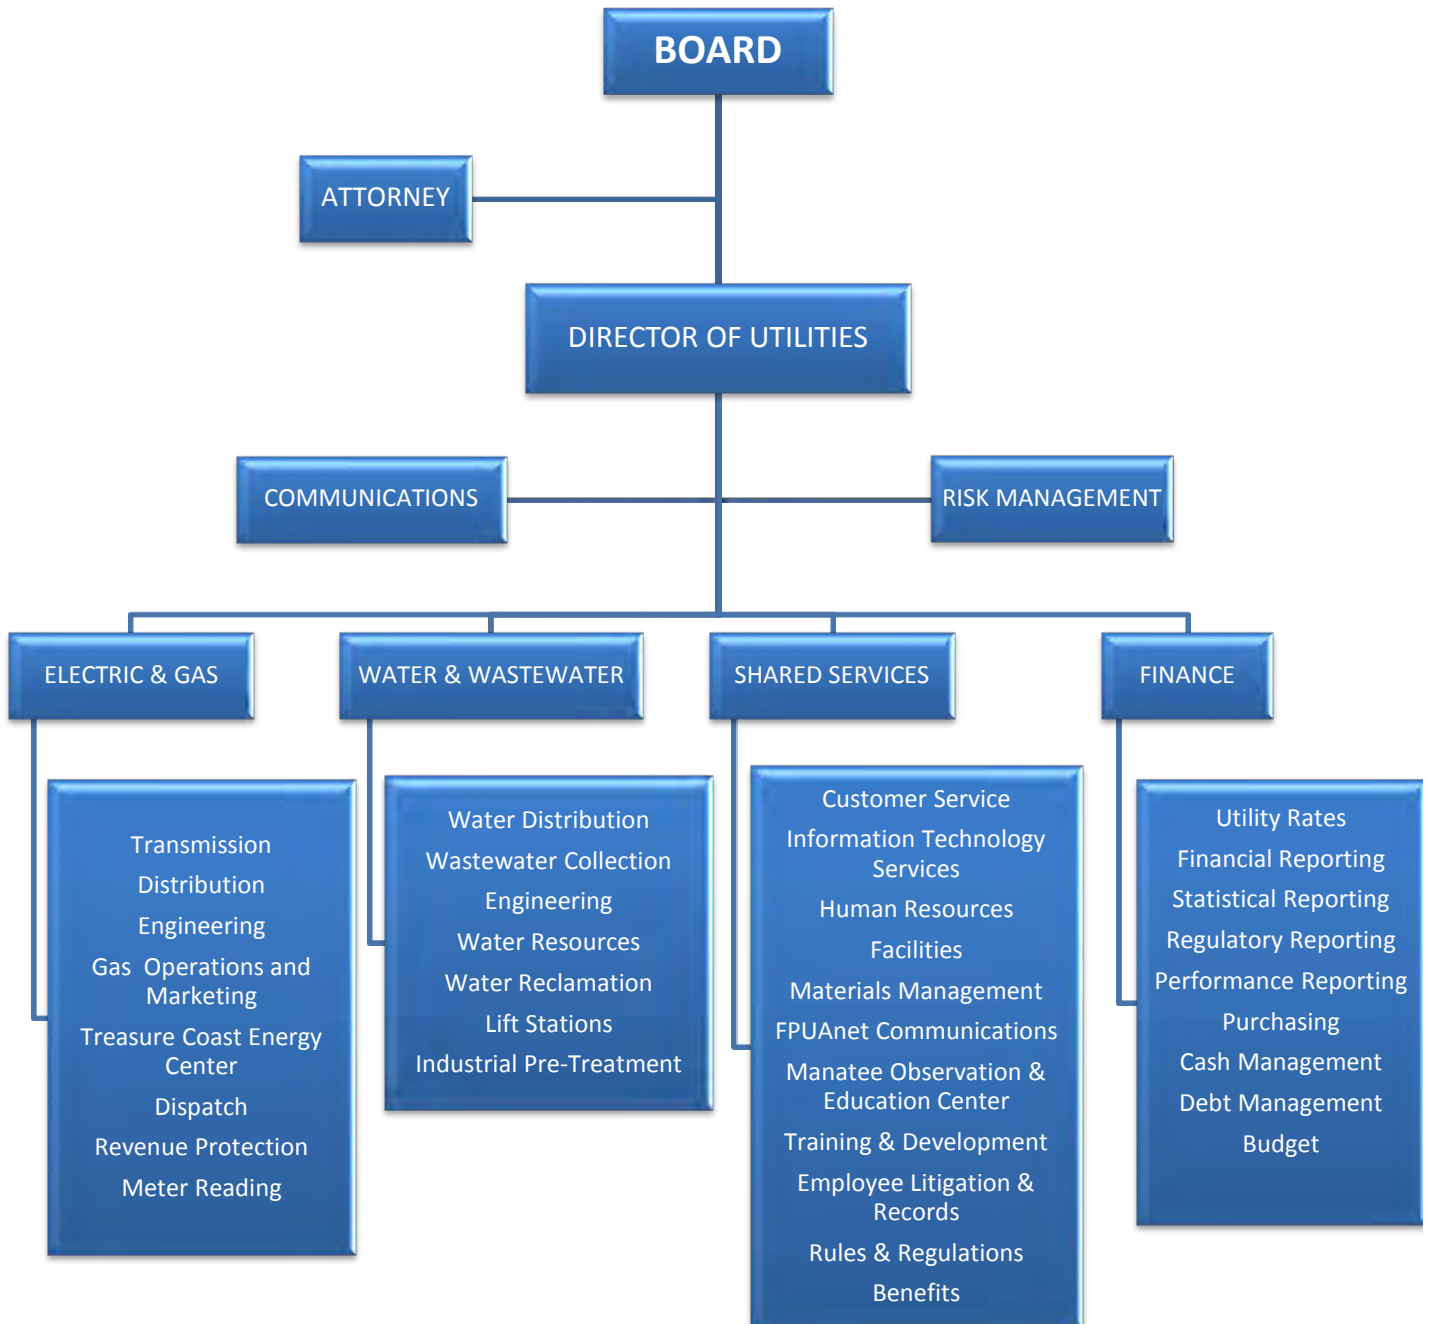 BOARD
ATTORNEY
DIRECTOR OF UTILITIES
COMMUNICATIONS
RISK MANAGEMENT
ELECTRIC & GAS
WATER & WASTEWATER
SHARED SERVICES
FINANCE
Transmission
Distribution
Engineering
Gas  Operations and
Marketing
Treasure Coast Energy
Center
Dispatch
Revenue Protection
Meter Reading
Water Distribution
Wastewater Collection
Engineering
Water Resources
Water Reclamation
Lift Stations
Industrial Pre-Treatment
Customer Service
Information Technology
Services
Human Resources
Facilities
Materials Management
FPUAnet Communications
Manatee Observation &
Education Center
Training & Development
Employee Litigation &
Records
Rules & Regulations
Benefits
Utility Rates
Financial Reporting
Statistical Reporting
Regulatory Reporting
Performance Reporting
Purchasing
Cash Management
Debt Management
Budget